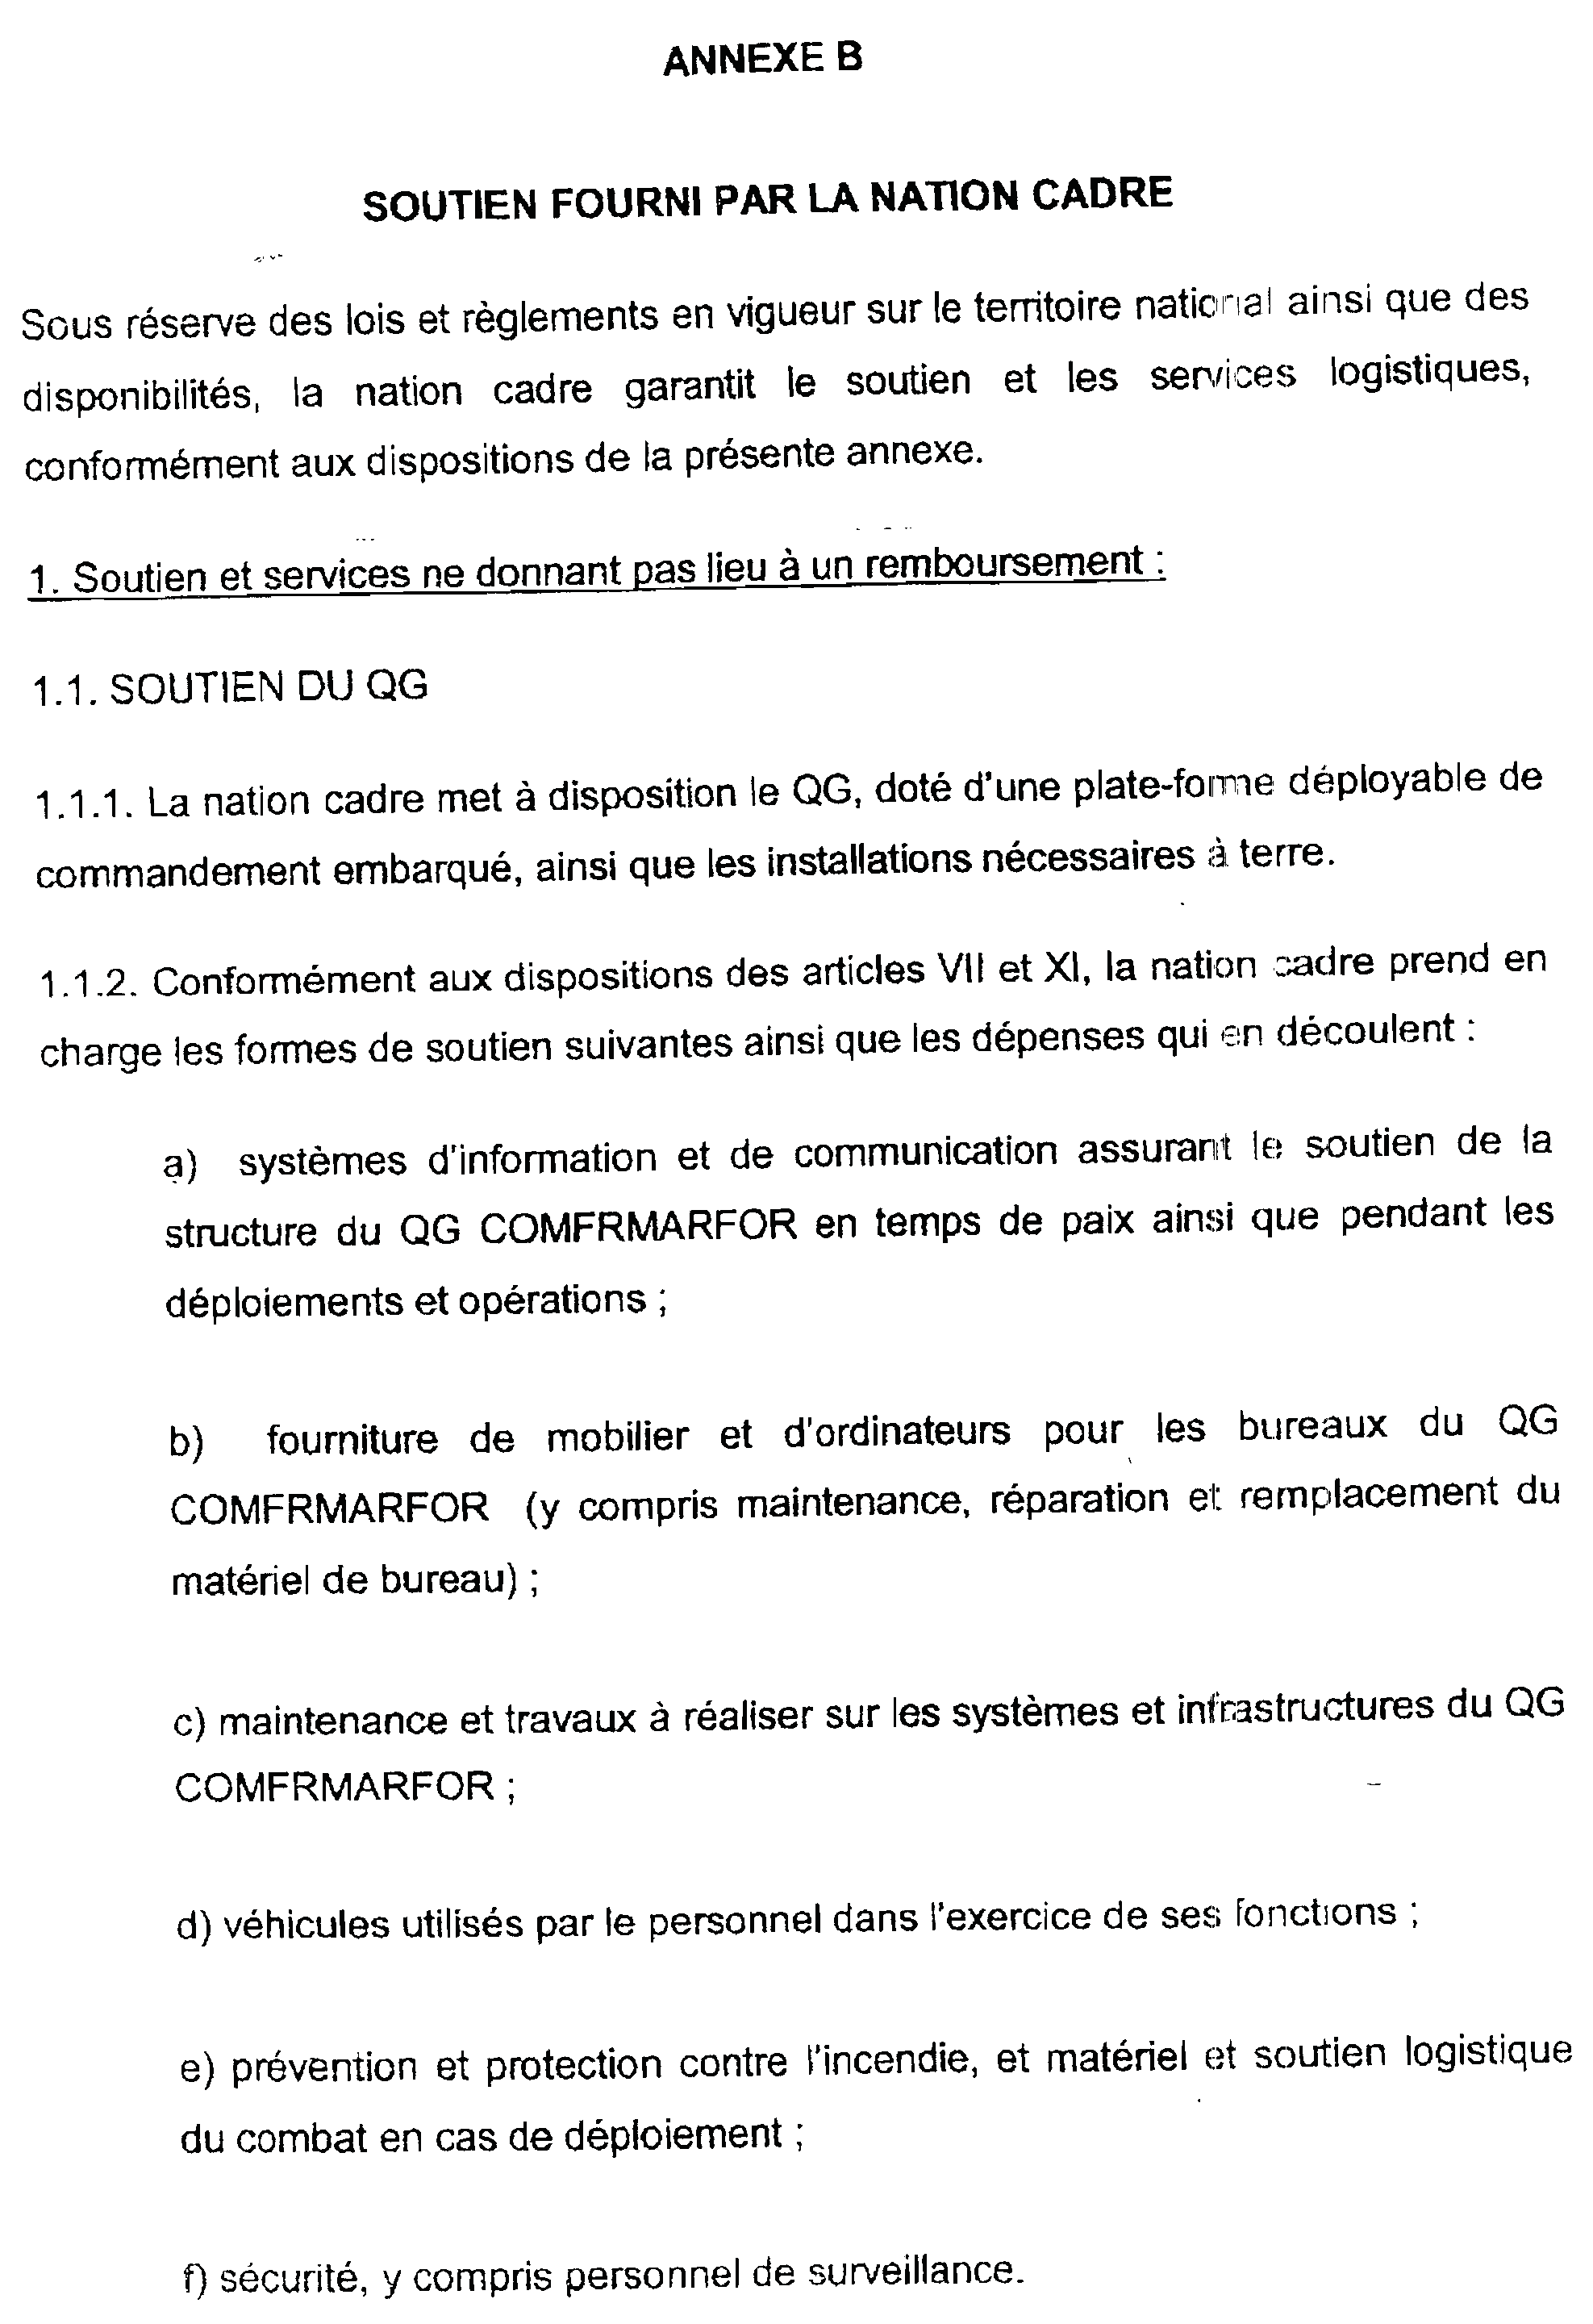 ANNEXE B
SOUTIEN FOURNI PAR LA NATION CADRE
Sous réserve des lois et règlements en vigueur sur le territoire national ainsi que des
disponibilités, la nation cadre garantit le soutien et les services logistiques,
conformément aux dispositions de la présente annexe.
1. Soutien et services ne donnant pas lieu à un remboursement :
1.1. SOUTIEN DU QG
1.1.1. La nation cadre met à disposition le QG, doté d'une plate-forme déployable de
commandement embarqué, ainsi que les installations nécessaires à terre.
1.1.2. Conformément aux dispositions des articles VII et XI, la nation cadre prend en
charge les formes de soutien suivantes ainsi que les dépenses qui en découlent :
a) systèmes d'information et de communication assurant le soutien de la
structure du QG COMFRMARFOR en temps de paix ainsi que pendant les
déploiements et opérations ;
b) fourniture de mobilier et d'ordinateurs pour les bureaux du QG
COMFRMARFOR (y compris maintenance, réparation et remplacement du
matériel de bureau) ;
c) maintenance et travaux à réaliser sur les systèmes et infrastructures du QG
COMFRMARFOR ;
d) véhicules utilisés par le personnel dans l'exercice de ses fonctions ;
e) prévention et protection contre l'incendie, et matériel et soutien logistique
du combat en cas de déploiement ;
f) sécurité, y compris personnel de surveillance.